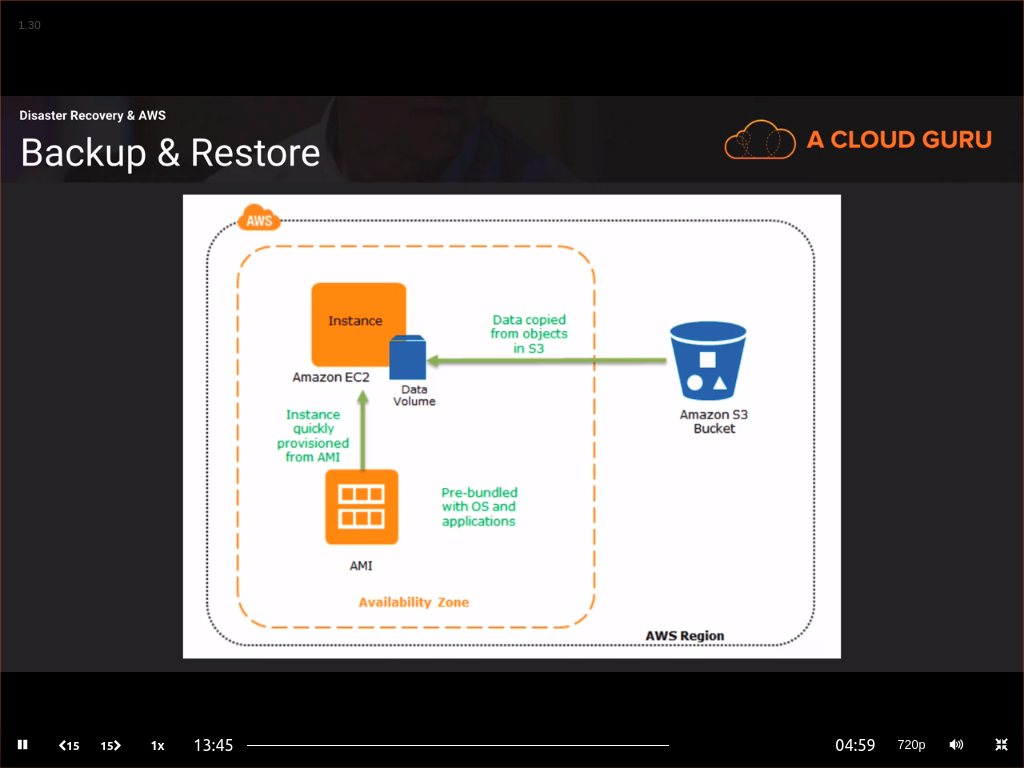 1.30
Disaster Recovery & AWS
Backup & Restore
A CLOUD GURU
AWS
Instance
Data copied
from objects
in S3
Amazon EC2
Data
Volume
Amazon S3
Bucket
Instance
quickly
provisioned
from AMI
Pre-bundled
with OS and
applications
AMI
Availability Zone
AWS Region
15
15
1x
13:45
04:59
720p